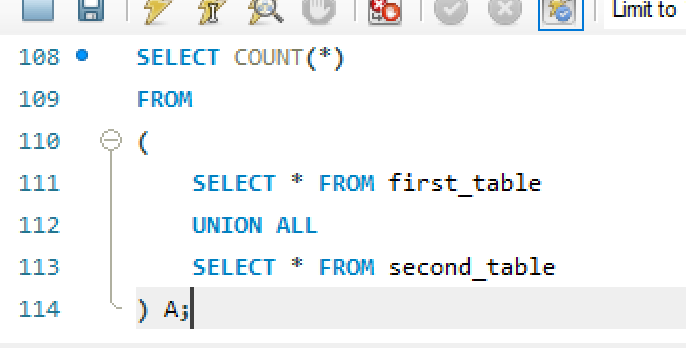 Limit to
108 SELECT COUNT(*)
109 FROM
110 (
111 SELECT * FROM first_table
112 UNION ALL
113 SELECT * FROM second_table
114 ) A;